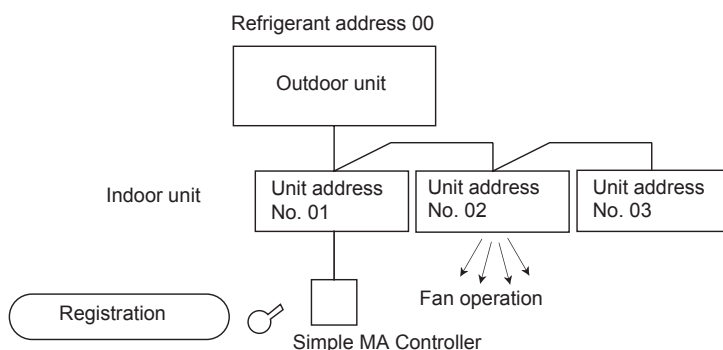 Refrigerant address 00
Outdoor unit
Indoor unit
Unit address
No. 01
Unit address
No. 02
Unit address
No. 03
Fan operation
Registration
Simple MA Controller